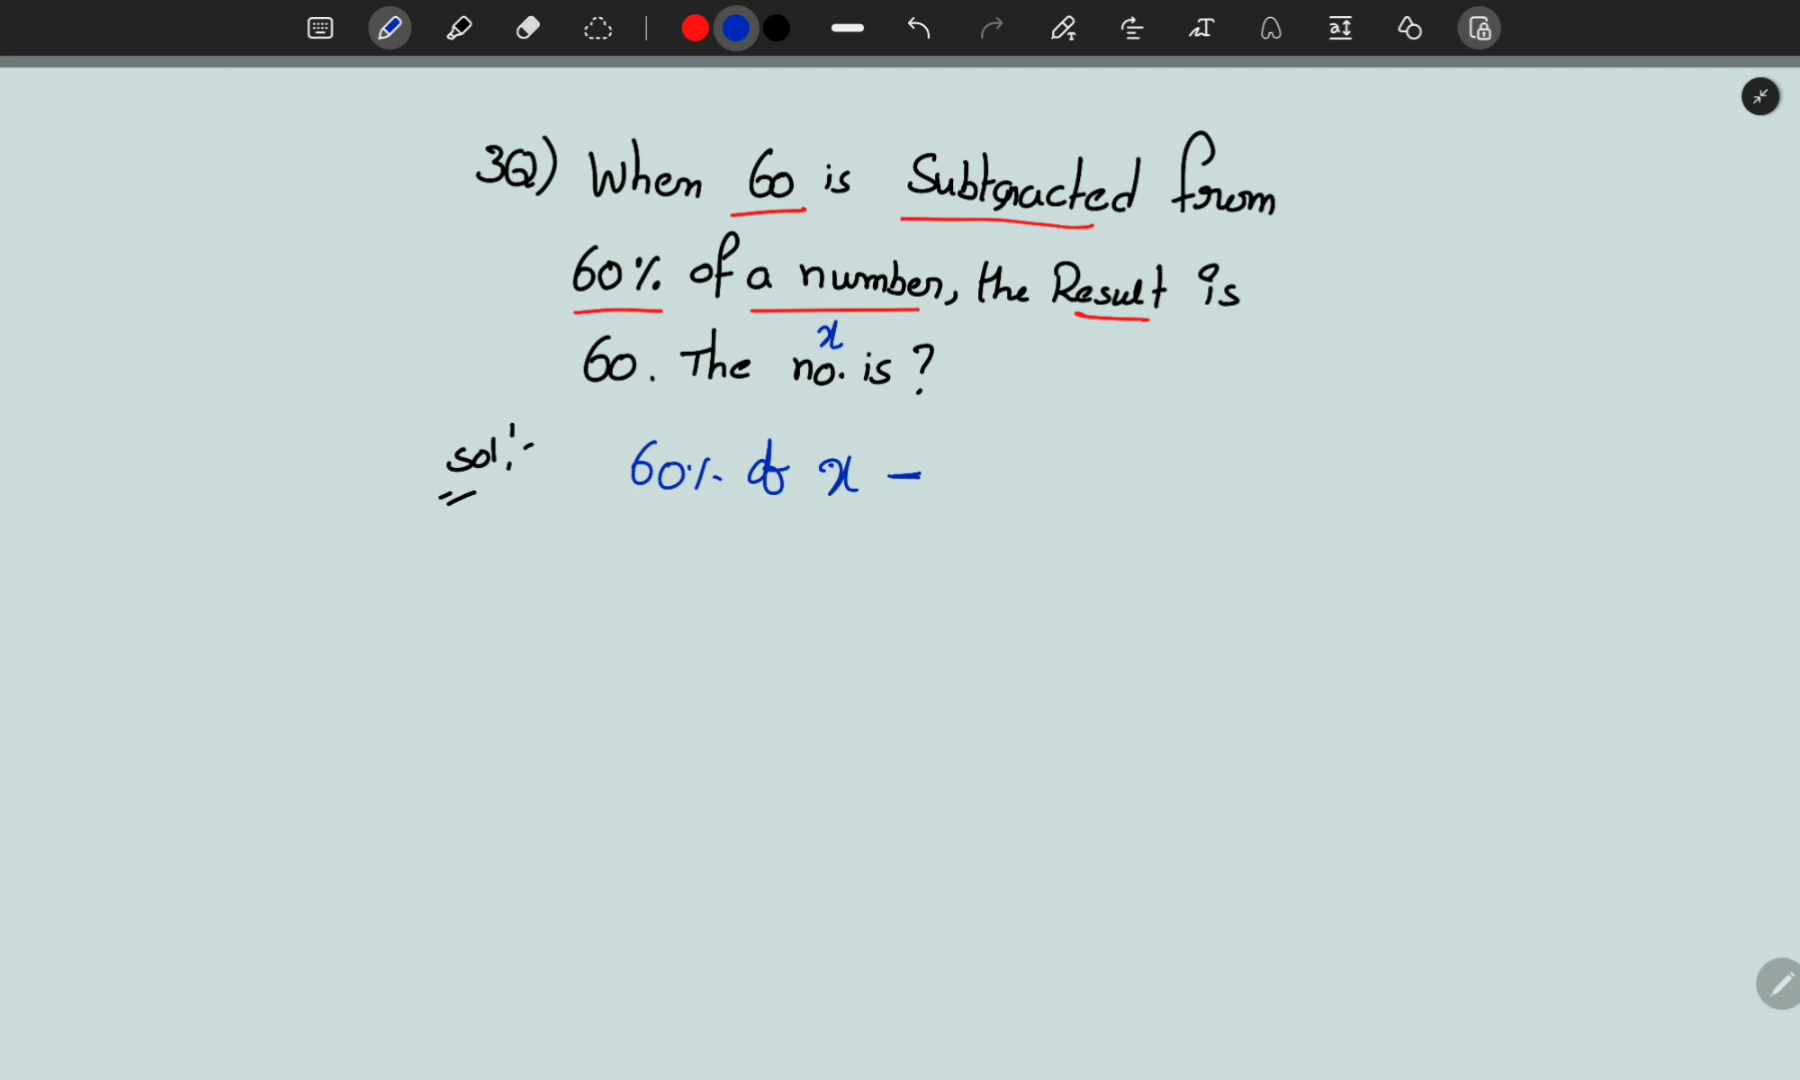 3Q) When 60 is Subtracted from
60% of a number, the Result is
x
60. The no. is ?
sol:- 60% of x -